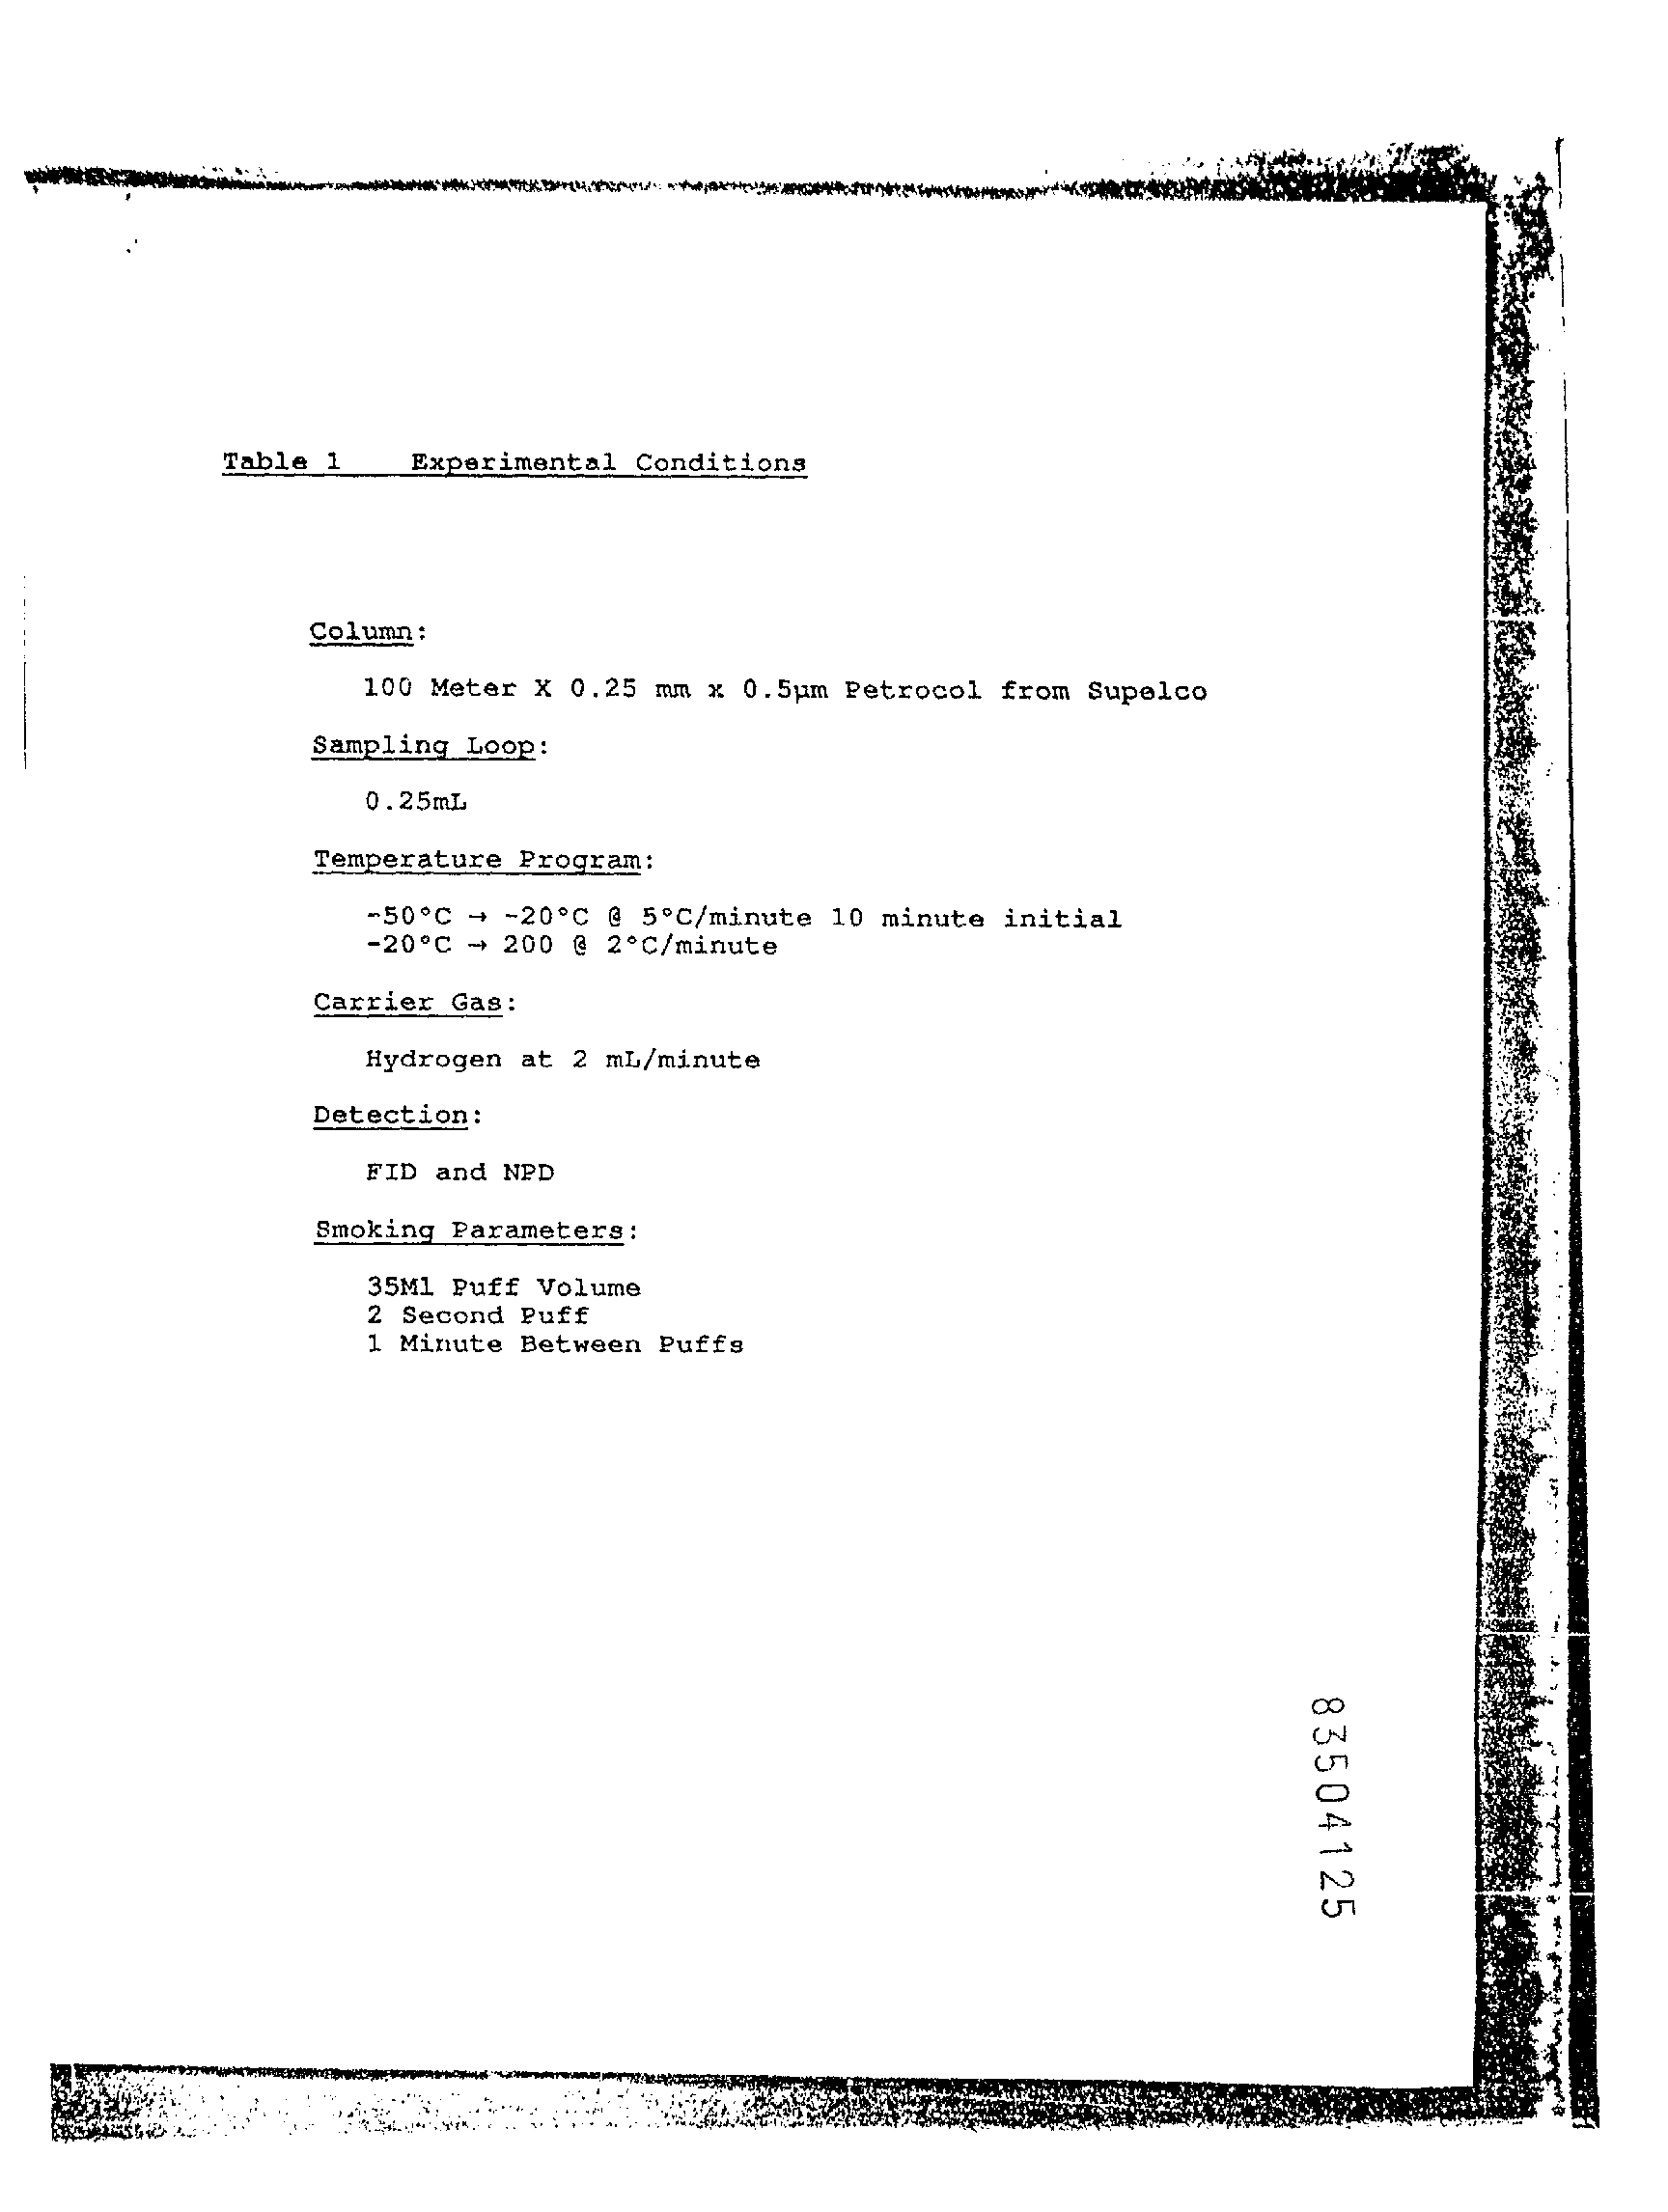 Table 1    Experimental Conditions
Column:
100 Meter X 0.25 mm x 0.5µm Petrocol from Supelco
Sampling Loop:
0.25mL
Temperature Program:
-50°C → -20°C @ 5°C/minute 10 minute initial
-20°C → 200 @ 2°C/minute
Carrier Gas:
Hydrogen at 2 mL/minute
Detection:
FID and NPD
Smoking Parameters:
35Ml Puff Volume
2 Second Puff
1 Minute Between Puffs
83504125